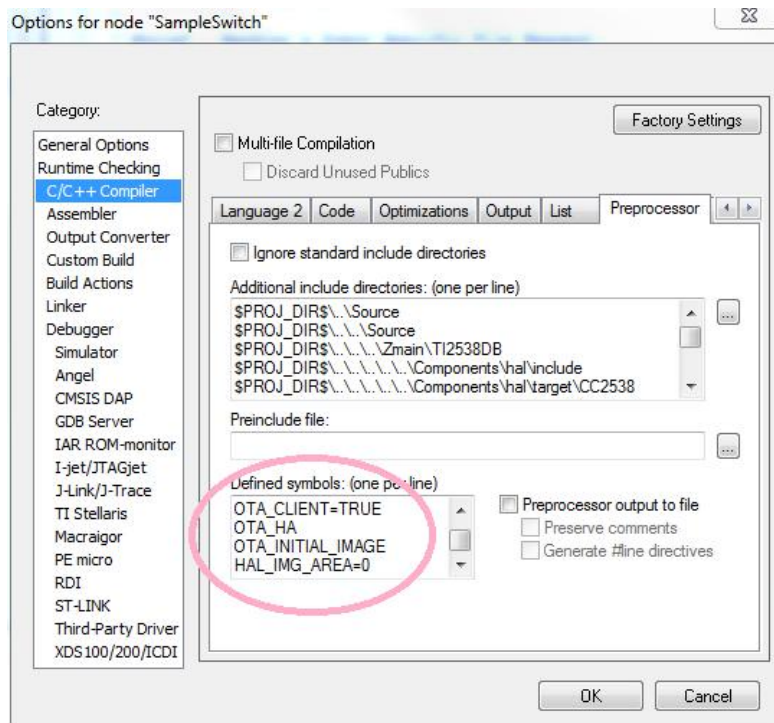 Options for node "SampleSwitch"
Category:
General Options
Runtime Checking
C/C++ Compiler
Assembler
Output Converter
Custom Build
Build Actions
Linker
Debugger
Simulator
Angel
CMSIS DAP
GDB Server
IAR ROM-monitor
I-jet/JTAGjet
J-Link/J-Trace
TI Stellaris
Macraigor
PE micro
RDI
ST-LINK
Third-Party Driver
XDS100/200/ICDI
Factory Settings
Multi-file Compilation
Discard Unused Publics
Language 2 Code Optimizations Output List Preprocessor
Ignore standard include directories
Additional include directories: (one per line)
$PROJ_DIR$\..\Source
$PROJ_DIR$\..\..\Source
$PROJ_DIR$\..\..\..\..\Zmain\TI2538DB
$PROJ_DIR$\..\..\..\..\..\..\Components\hal\include
$PROJ_DIR$\..\..\..\..\..\..\Components\hal\target\CC2538
...
Preinclude file:
...
Defined symbols: (one per line)
OTA_CLIENT=TRUE
OTA_HA
OTA_INITIAL_IMAGE
HAL_IMG_AREA=0
Preprocessor output to file
Preserve comments
Generate #line directives
OK Cancel